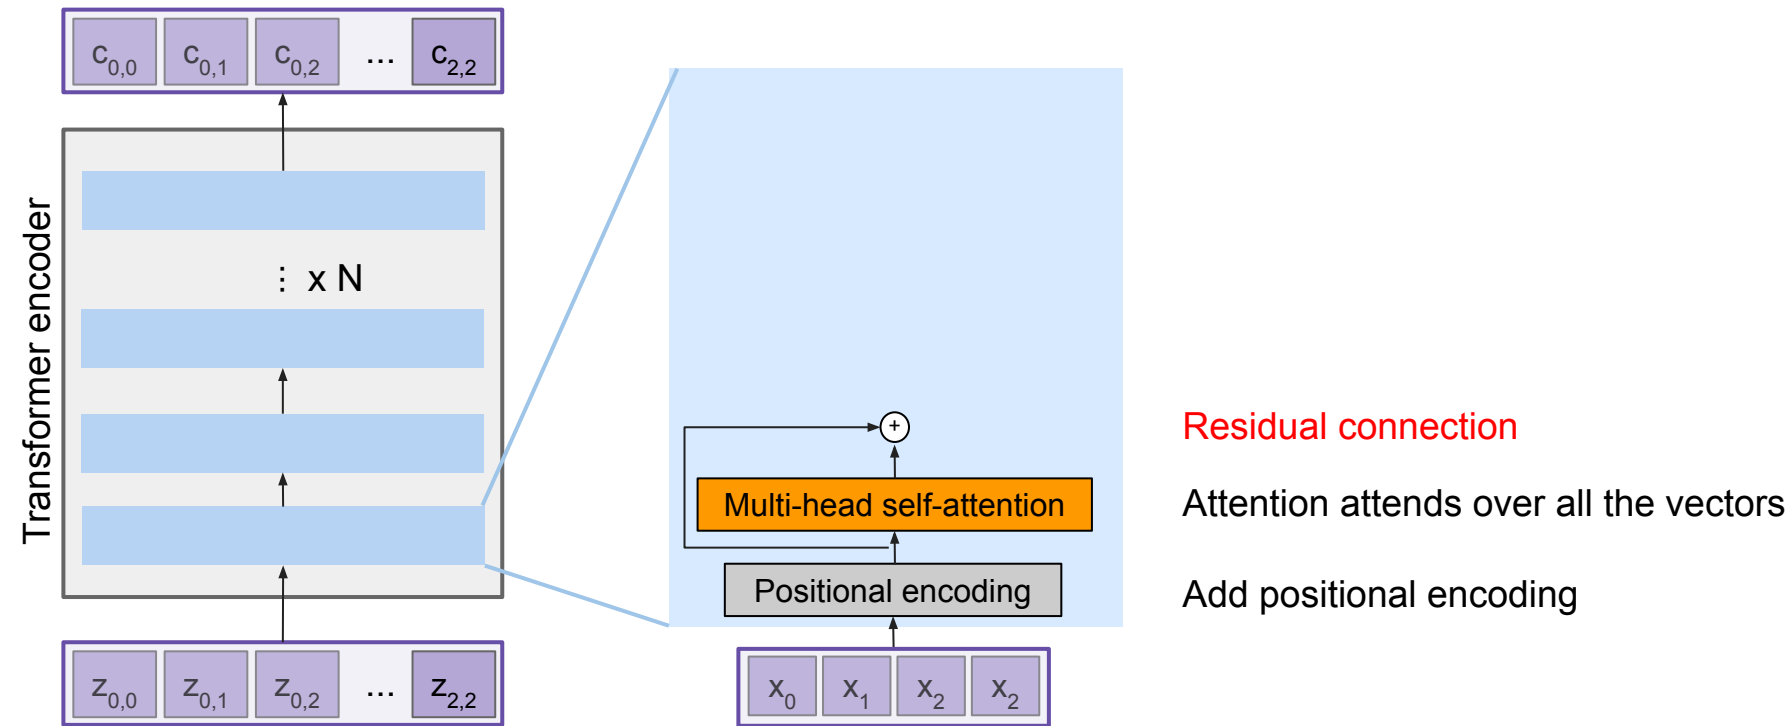 c0,0 c0,1 c0,2 ... c2,2
Transformer encoder
⋮ x N
z0,0 z0,1 z0,2 ... z2,2
+
Residual connection
Multi-head self-attention
Attention attends over all the vectors
Positional encoding
Add positional encoding
x0 x1 x2 x2